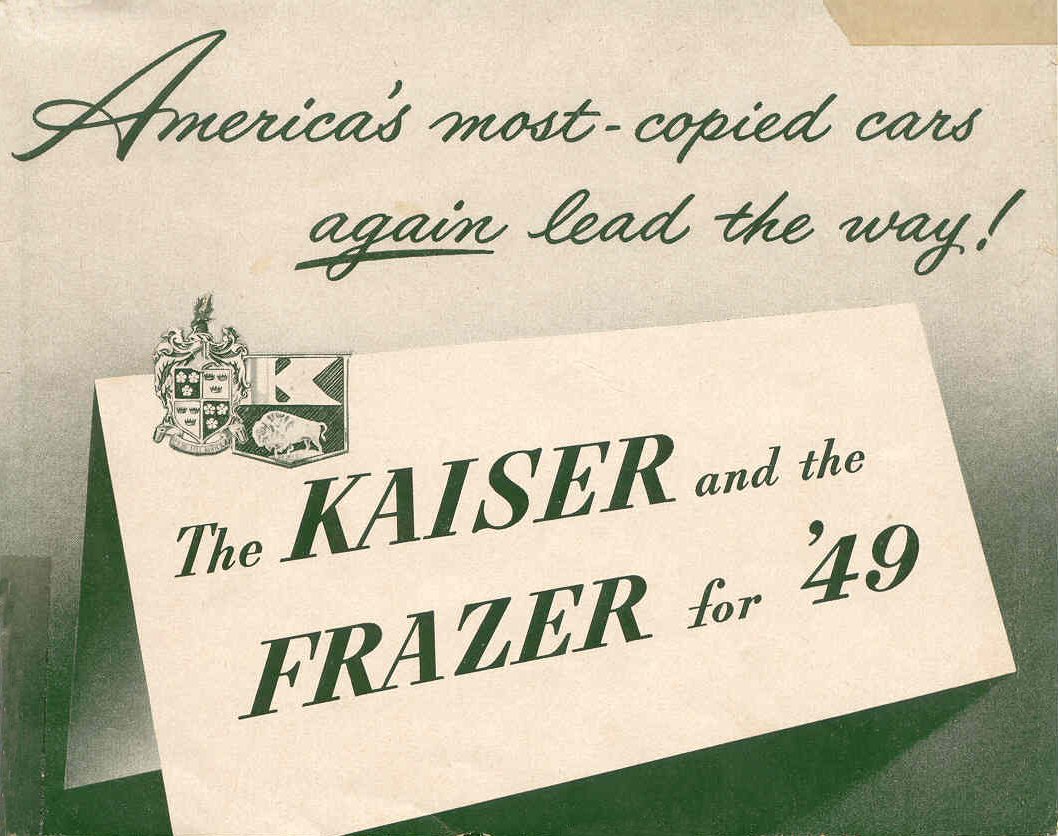 America's most-copied cars
again lead the way!
K
The KAISER and the
FRAZER for '49